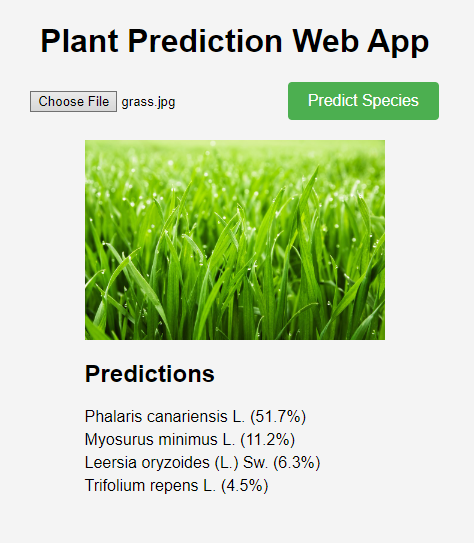 Plant Prediction Web App
Choose File grass.jpg
Predict Species
Predictions
Phalaris canariensis L. (51.7%)
Myosurus minimus L. (11.2%)
Leersia oryzoides (L.) Sw. (6.3%)
Trifolium repens L. (4.5%)